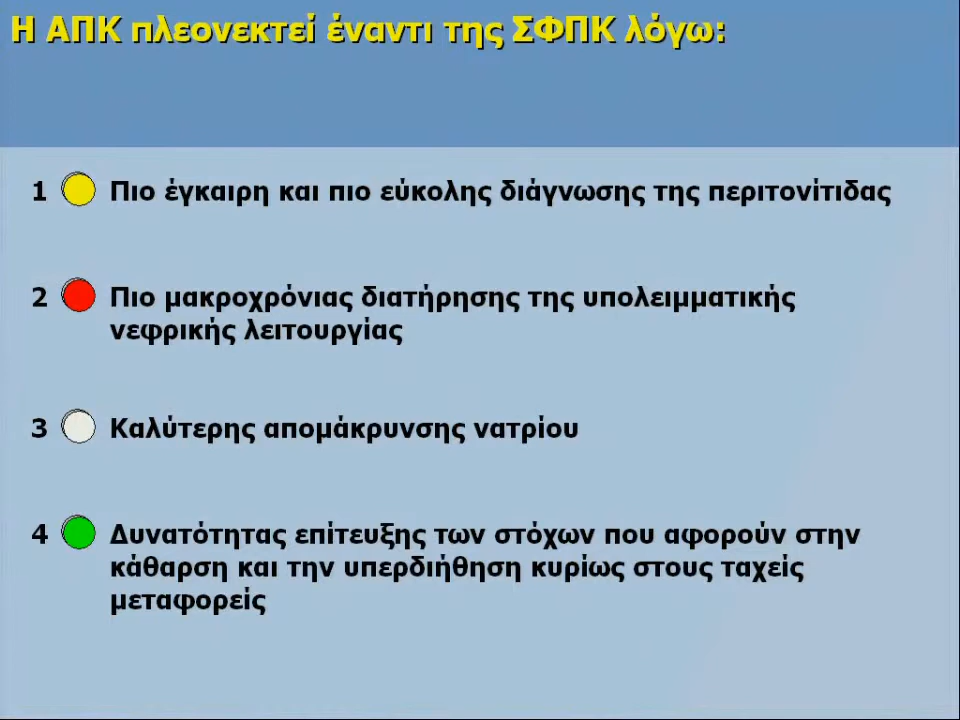 Η ΑΠΚ πλεονεκτεί έναντι της ΣΦΠΚ λόγω:
1 Πιο έγκαιρη και πιο εύκολης διάγνωσης της περιτονίτιδας
2 Πιο μακροχρόνιας διατήρησης της υπολειμματικής
νεφρικής λειτουργίας
3 Καλύτερης απομάκρυνσης νατρίου
4 Δυνατότητας επίτευξης των στόχων που αφορούν στην
κάθαρση και την υπερδιήθηση κυρίως στους ταχείς
μεταφορείς